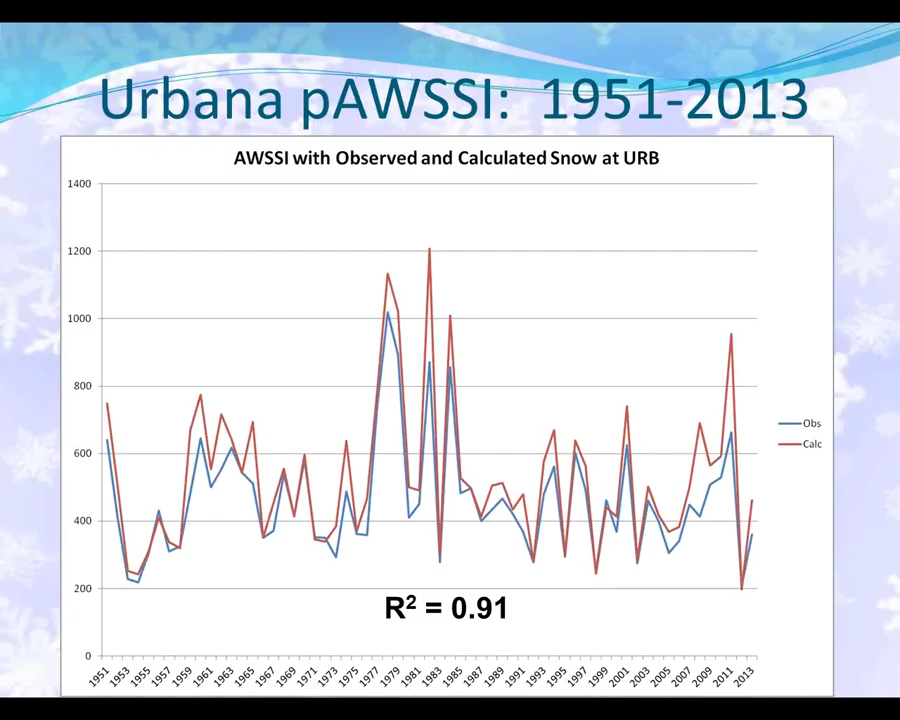 Urbana pAWSSI: 1951-2013
AWSSI with Observed and Calculated Snow at URB
1400
1200
1000
800
600
400
200
0
Obs
Calc
R² = 0.91
1951 1953 1955 1957 1959 1961 1963 1965 1967 1969 1971 1973 1975 1977 1979 1981 1983 1985 1987 1989 1991 1993 1995 1997 1999 2001 2003 2005 2007 2009 2011 2013